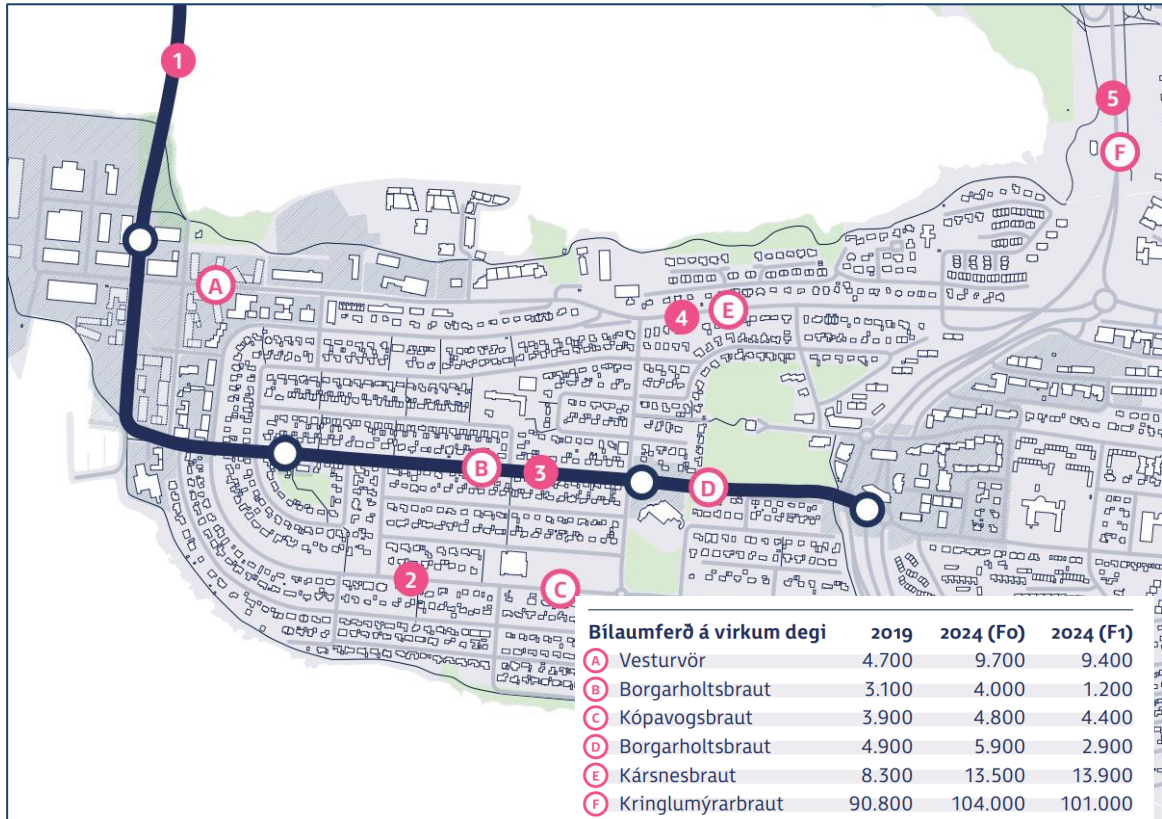 1
5
F
A
4
E
B
3
D
2
C
Bílaumferð á virkum degi 2019 2024 (F0) 2024 (F1)
A Vesturvör 4.700 9.700 9.400
B Borgarholtsbraut 3.100 4.000 1.200
C Kópavogsbraut 3.900 4.800 4.400
D Borgarholtsbraut 4.900 5.900 2.900
E Kársnesbraut 8.300 13.500 13.900
F Kringlumýrarbraut 90.800 104.000 101.000